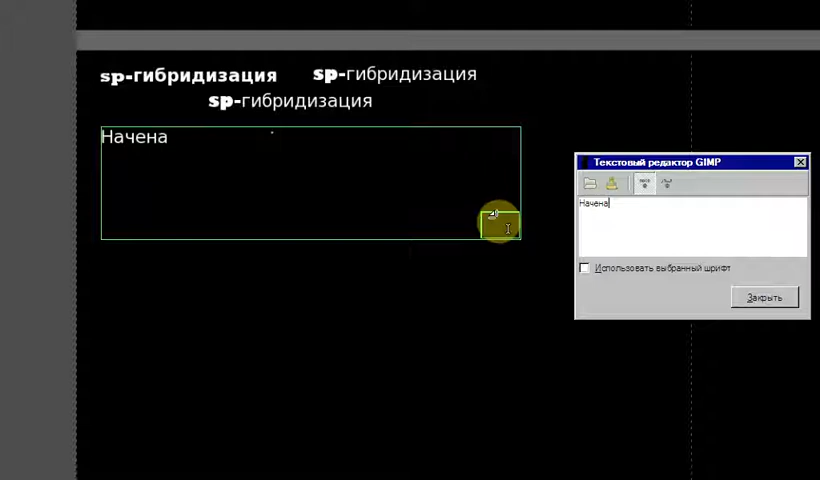 sp-гибридизация sp-гибридизация
sp-гибридизация
Начена
Текстовый редактор GIMP
Начена
Использовать выбранный шрифт
Закрыть